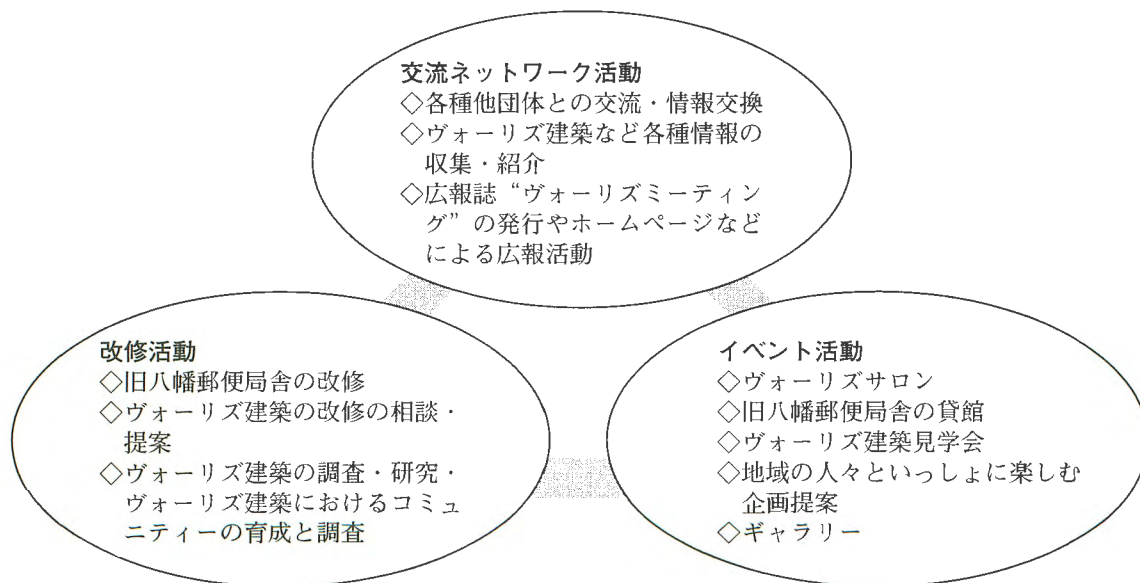 交流ネットワーク活動
◇各種他団体との交流・情報交換
◇ヴォーリズ建築など各種情報の
収集・紹介
◇広報誌“ヴォーリズミーティン
グ”の発行やホームページなど
による広報活動
改修活動
◇旧八幡郵便局舎の改修
◇ヴォーリズ建築の改修の相談・
提案
◇ヴォーリズ建築の調査・研究・
ヴォーリズ建築におけるコミュ
ニティーの育成と調査
イベント活動
◇ヴォーリズサロン
◇旧八幡郵便局舎の貸館
◇ヴォーリズ建築見学会
◇地域の人々といっしょに楽しむ
企画提案
◇ギャラリー